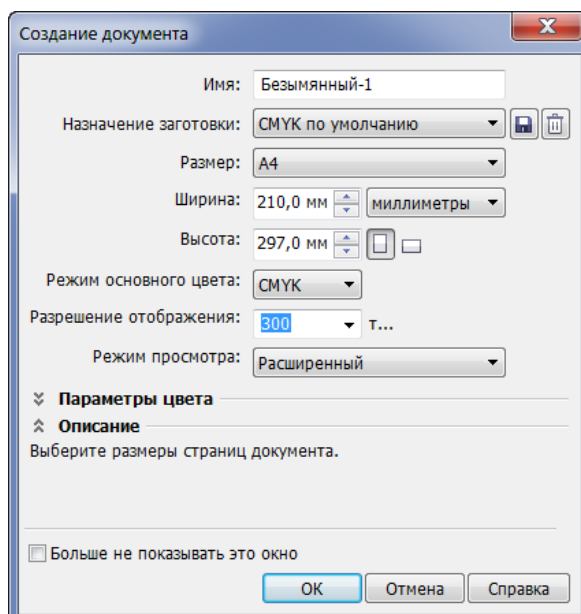 Создание документа
Имя: Безымянный-1
Назначение заготовки: CMYK по умолчанию
Размер: A4
Ширина: 210,0 мм миллиметры
Высота: 297,0 мм
Режим основного цвета: CMYK
Разрешение отображения: 300 т...
Режим просмотра: Расширенный
Параметры цвета
Описание
Выберите размеры страниц документа.
Больше не показывать это окно
ОК Отмена Справка